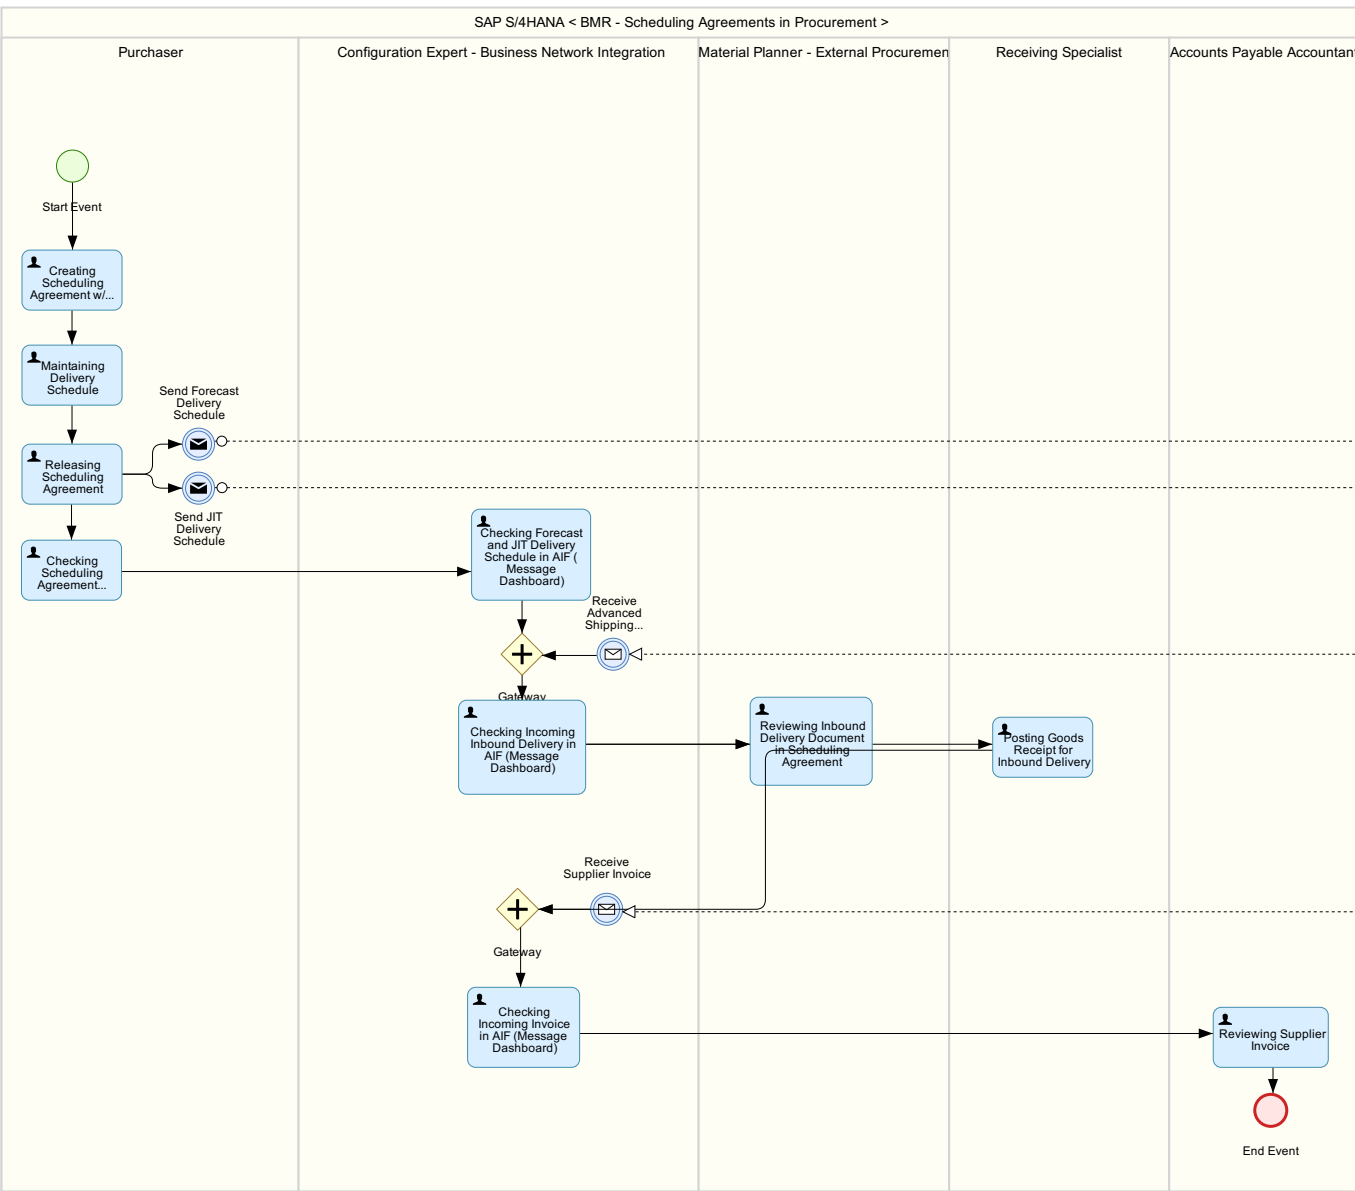 SAP S/4HANA < BMR - Scheduling Agreements in Procurement >
Purchaser
Configuration Expert - Business Network Integration
Material Planner - External Procuremen
Receiving Specialist
Accounts Payable Accountan
Start Event
Creating
Scheduling
Agreement w/...
Maintaining
Delivery
Schedule
Send Forecast
Delivery
Schedule
Releasing
Scheduling
Agreement
Send JIT
Delivery
Schedule
Checking
Scheduling
Agreement...
Checking Forecast
and JIT Delivery
Schedule in AIF (
Message
Dashboard)
Receive
Advanced
Shipping...
Gateway
Checking Incoming
Inbound Delivery in
AIF (Message
Dashboard)
Reviewing Inbound
Delivery Document
in Scheduling
Agreement
Posting Goods
Receipt for
Inbound Delivery
Receive
Supplier Invoice
Gateway
Checking
Incoming Invoice
in AIF (Message
Dashboard)
Reviewing Supplier
Invoice
End Event